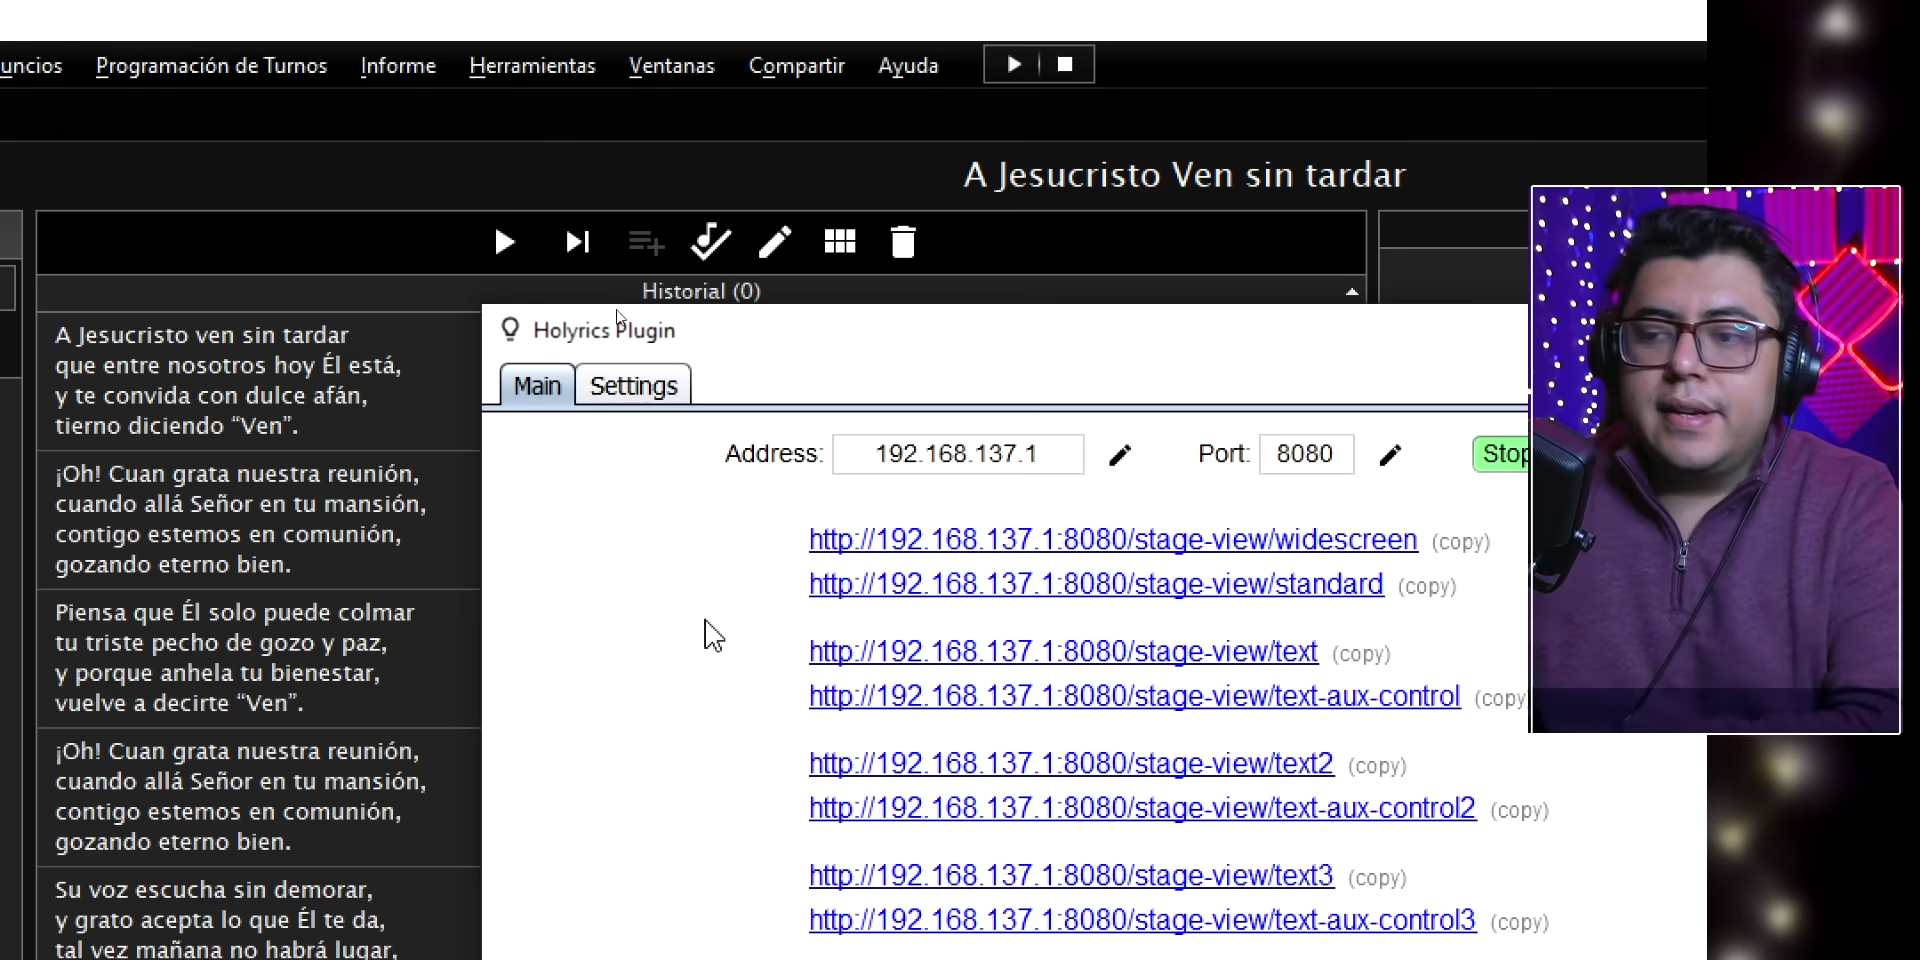 uncios Programación de Turnos Informe Herramientas Ventanas Compartir Ayuda
A Jesucristo Ven sin tardar
Historial (0)
A Jesucristo ven sin tardar
que entre nosotros hoy Él está,
y te convida con dulce afán,
tierno diciendo “Ven”.
¡Oh! Cuan grata nuestra reunión,
cuando allá Señor en tu mansión,
contigo estemos en comunión,
gozando eterno bien.
Piensa que Él solo puede colmar
tu triste pecho de gozo y paz,
y porque anhela tu bienestar,
vuelve a decirte “Ven”.
¡Oh! Cuan grata nuestra reunión,
cuando allá Señor en tu mansión,
contigo estemos en comunión,
gozando eterno bien.
Su voz escucha sin demorar,
y grato acepta lo que Él te da,
tal vez mañana no habrá lugar,
Holyrics Plugin
Main Settings
Address: 192.168.137.1 Port: 8080 Stop
http://192.168.137.1:8080/stage-view/widescreen (copy)
http://192.168.137.1:8080/stage-view/standard (copy)
http://192.168.137.1:8080/stage-view/text (copy)
http://192.168.137.1:8080/stage-view/text-aux-control (copy)
http://192.168.137.1:8080/stage-view/text2 (copy)
http://192.168.137.1:8080/stage-view/text-aux-control2 (copy)
http://192.168.137.1:8080/stage-view/text3 (copy)
http://192.168.137.1:8080/stage-view/text-aux-control3 (copy)